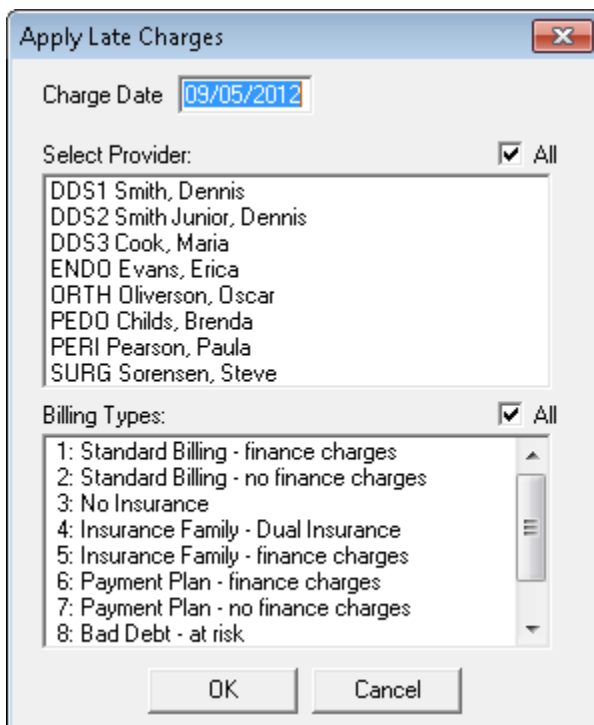 Apply Late Charges
Charge Date 09/05/2012
Select Provider: All
DDS1 Smith, Dennis
DDS2 Smith Junior, Dennis
DDS3 Cook, Maria
ENDO Evans, Erica
ORTH Oliverson, Oscar
PEDO Childs, Brenda
PERI Pearson, Paula
SURG Sorensen, Steve
Billing Types: All
1: Standard Billing - finance charges
2: Standard Billing - no finance charges
3: No Insurance
4: Insurance Family - Dual Insurance
5: Insurance Family - finance charges
6: Payment Plan - finance charges
7: Payment Plan - no finance charges
8: Bad Debt - at risk
OK Cancel